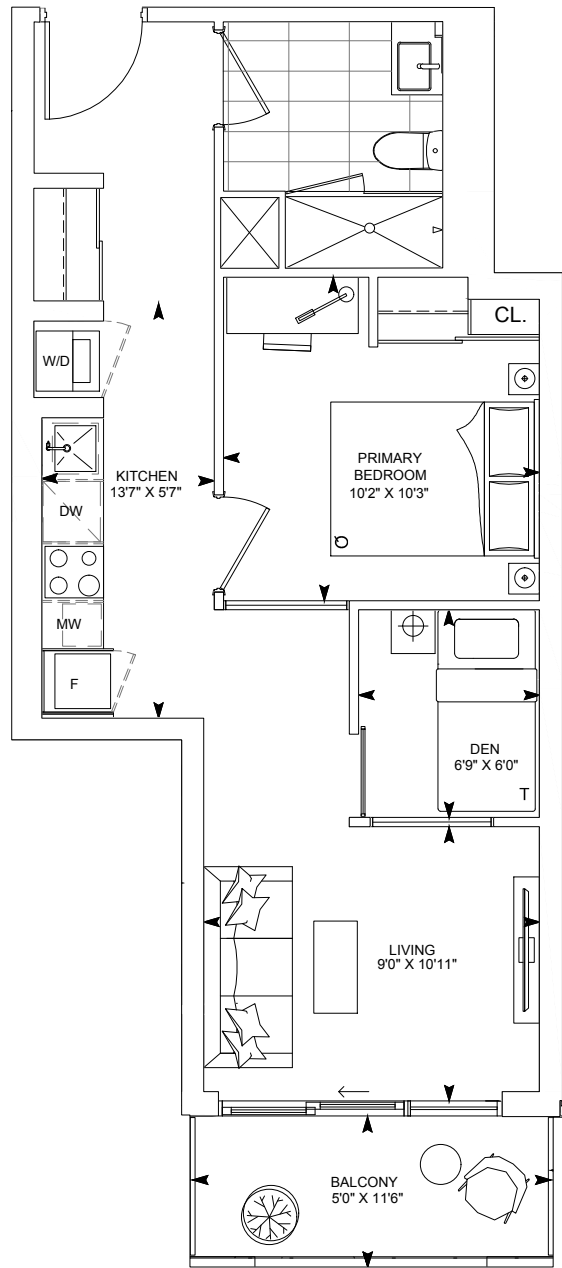 CL.
W/D
KITCHEN
13'7" X 5'7"
PRIMARY
BEDROOM
10'2" X 10'3"
DW
MW
F
Q
DEN
6'9" X 6'0"
T
LIVING
9'0" X 10'11"
BALCONY
5'0" X 11'6"